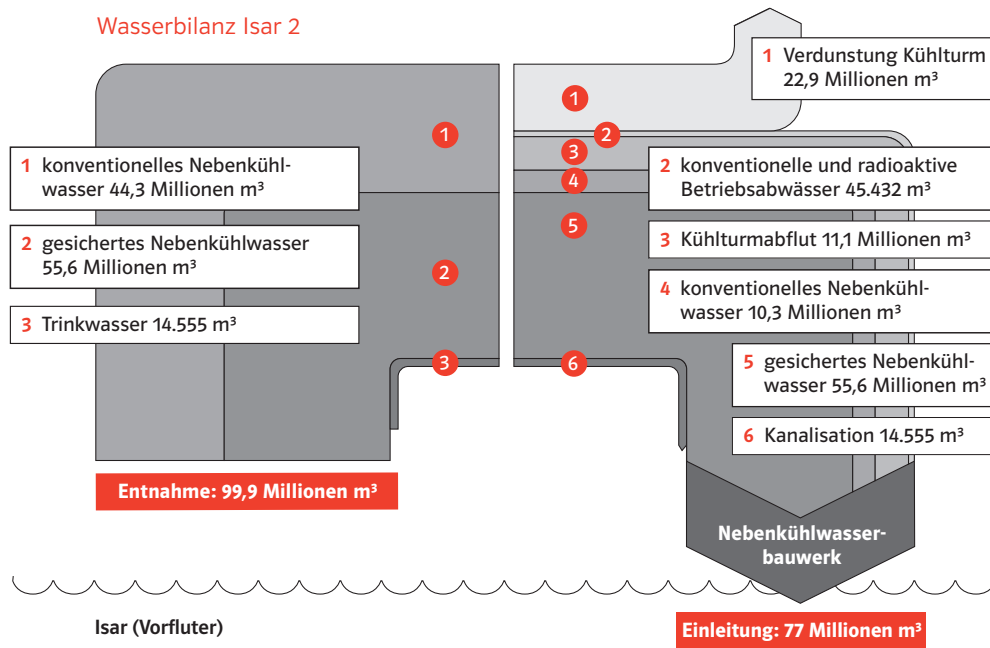 Wasserbilanz Isar 2
1 konventionelles Nebenkühl-
wasser 44,3 Millionen m³
2 gesichertes Nebenkühlwasser
55,6 Millionen m³
3 Trinkwasser 14.555 m³
Entnahme: 99,9 Millionen m³
1
2
3
1
2
3
4
5
6
1 Verdunstung Kühlturm
22,9 Millionen m³
2 konventionelle und radioaktive
Betriebsabwässer 45.432 m³
3 Kühlturmabflut 11,1 Millionen m³
4 konventionelles Nebenkühl-
wasser 10,3 Millionen m³
5 gesichertes Nebenkühl-
wasser 55,6 Millionen m³
6 Kanalisation 14.555 m³
Nebenkühlwasser-
bauwerk
Isar (Vorfluter)
Einleitung: 77 Millionen m³